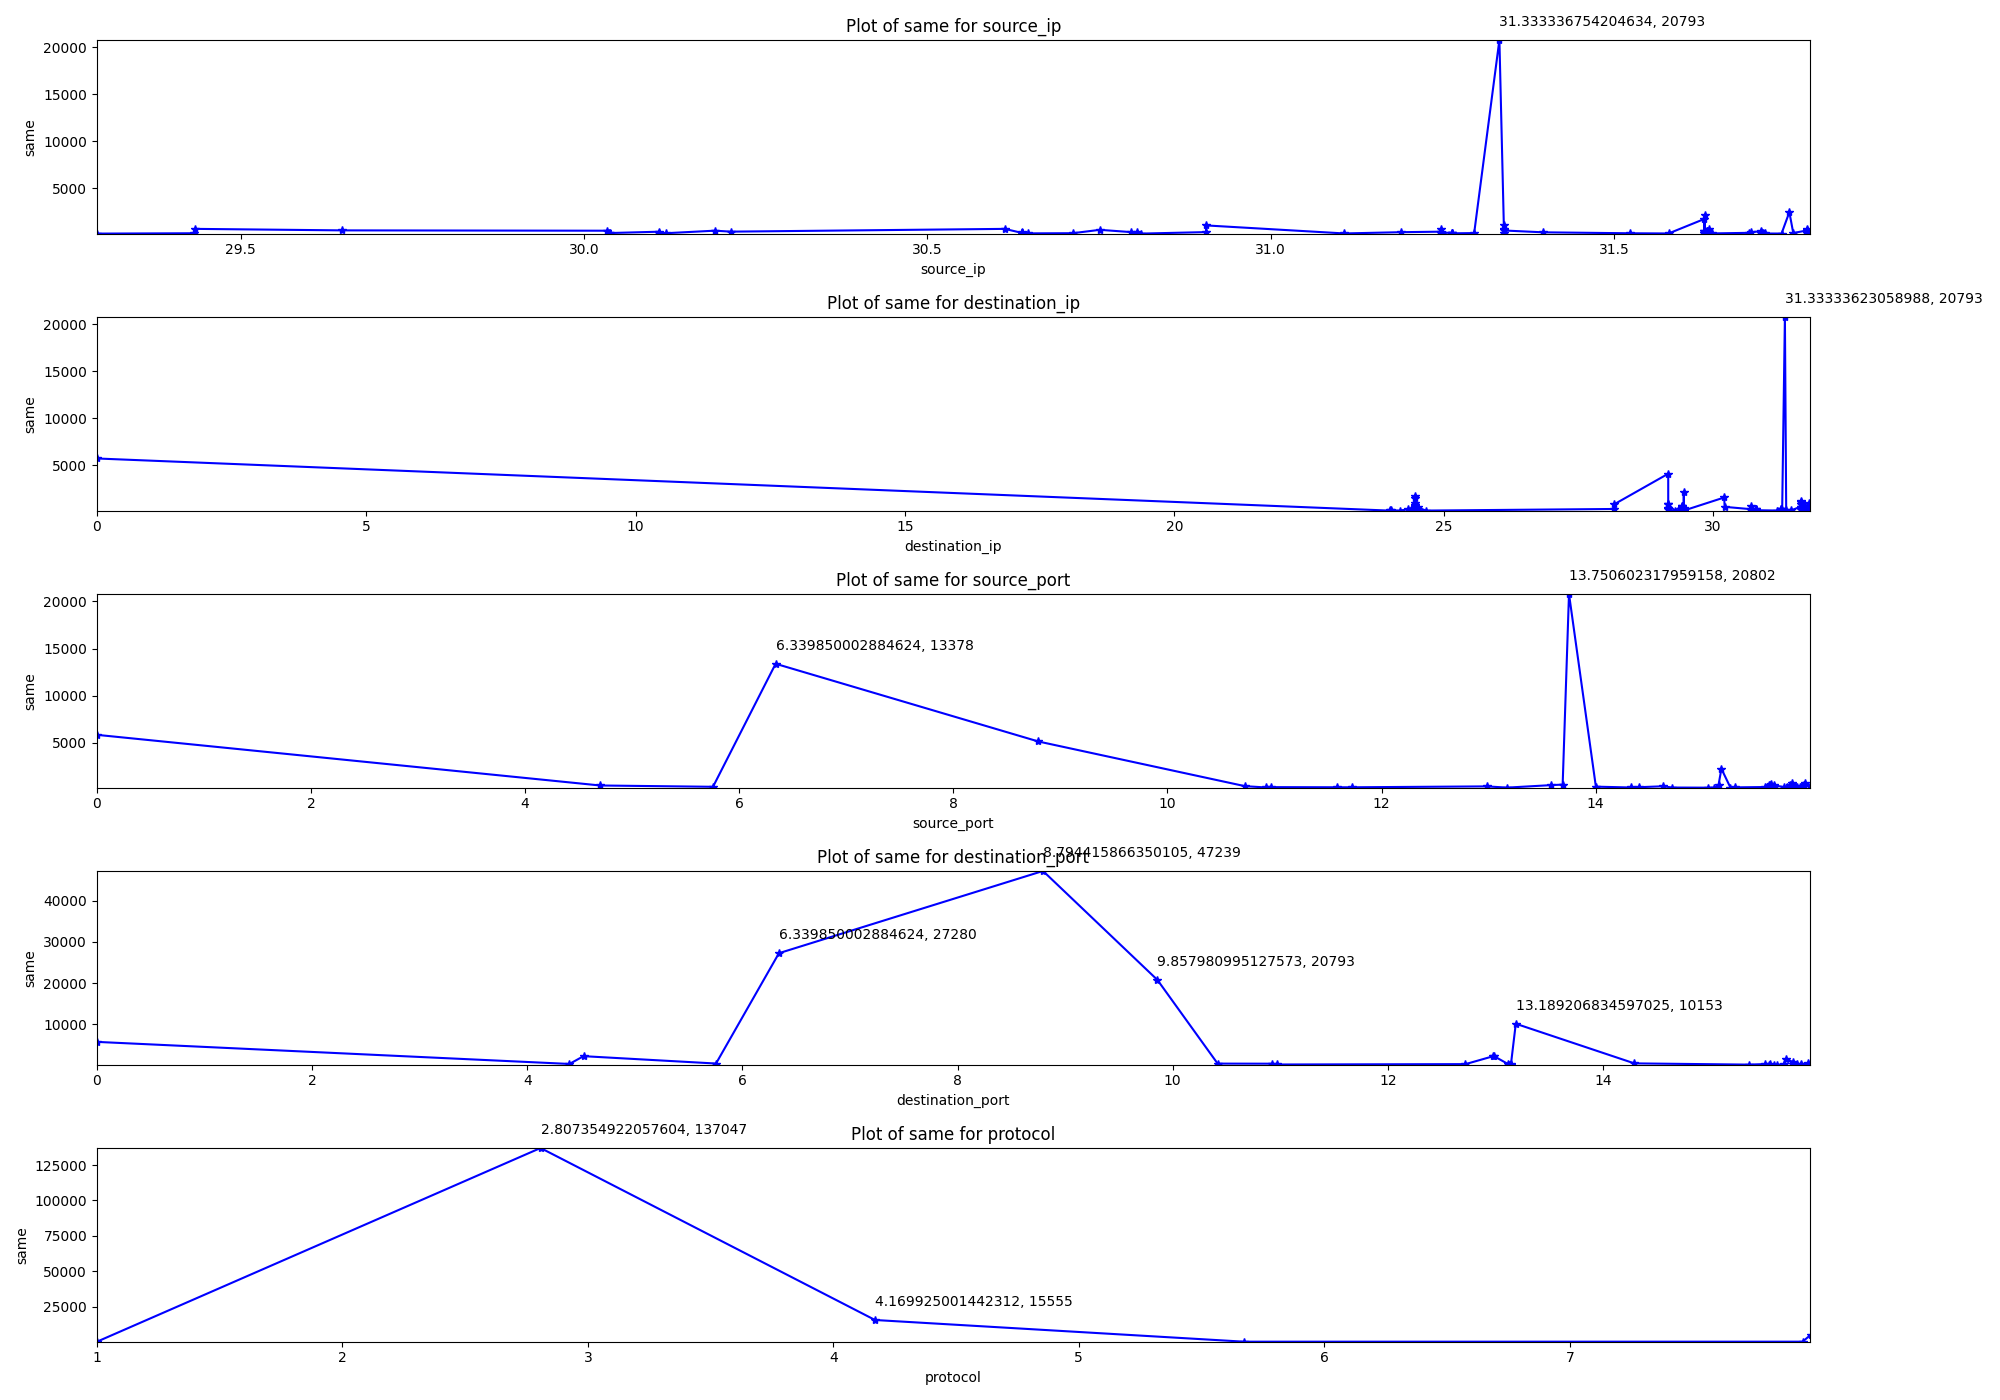 31.333336754204634, 20793
Plot of same for source_ip
20000
15000
10000
5000
same
29.5 30.0 30.5 31.0 31.5
source_ip
31.33333623058988, 20793
Plot of same for destination_ip
20000
15000
10000
5000
same
0 5 10 15 20 25 30
destination_ip
13.750602317959158, 20802
Plot of same for source_port
20000
15000
10000
5000
same
6.339850002884624, 13378
0 2 4 6 8 10 12 14
source_port
8.794415866350105, 47239
Plot of same for destination_port
40000
30000
20000
10000
same
6.339850002884624, 27280
9.857980995127573, 20793
13.189206834597025, 10153
0 2 4 6 8 10 12 14
destination_port
2.807354922057604, 137047
Plot of same for protocol
125000
100000
75000
50000
25000
same
4.169925001442312, 15555
1 2 3 4 5 6 7
protocol